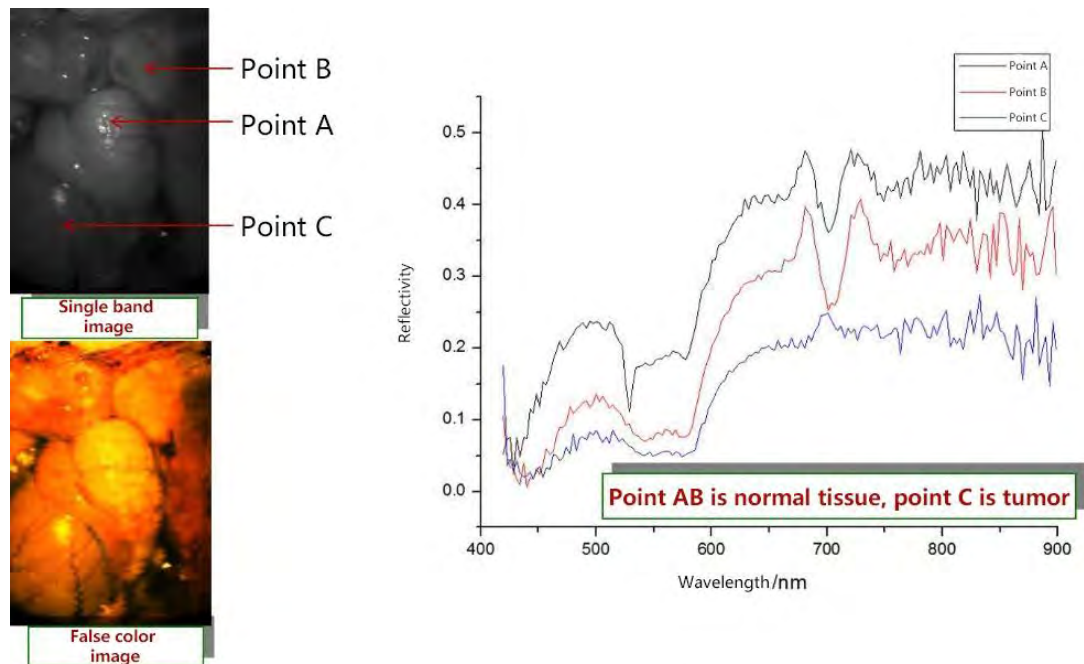 Point B
Point A
Point C
Single band
image
False color
image
Point A
Point B
Point C
0.5
0.4
0.3
0.2
0.1
0.0
Reflectivity
Point AB is normal tissue, point C is tumor
400
500
600
700
800
900
Wavelength/nm